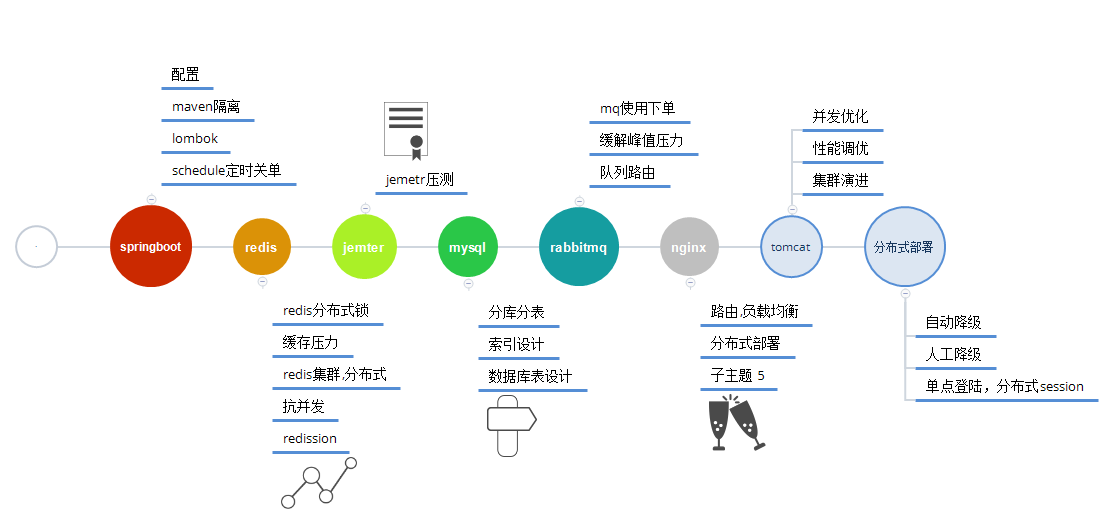 配置
maven隔离
lombok
schedule定时关单
jemetr压测
mq使用下单
缓解峰值压力
队列路由
并发优化
性能调优
集群演进
springboot
redis
jemter
mysql
rabbitmq
nginx
tomcat
分布式部署
redis分布式锁
缓存压力
redis集群,分布式
抗并发
redission
分库分表
索引设计
数据库表设计
路由,负载均衡
分布式部署
子主题 5
自动降级
人工降级
单点登陆，分布式session